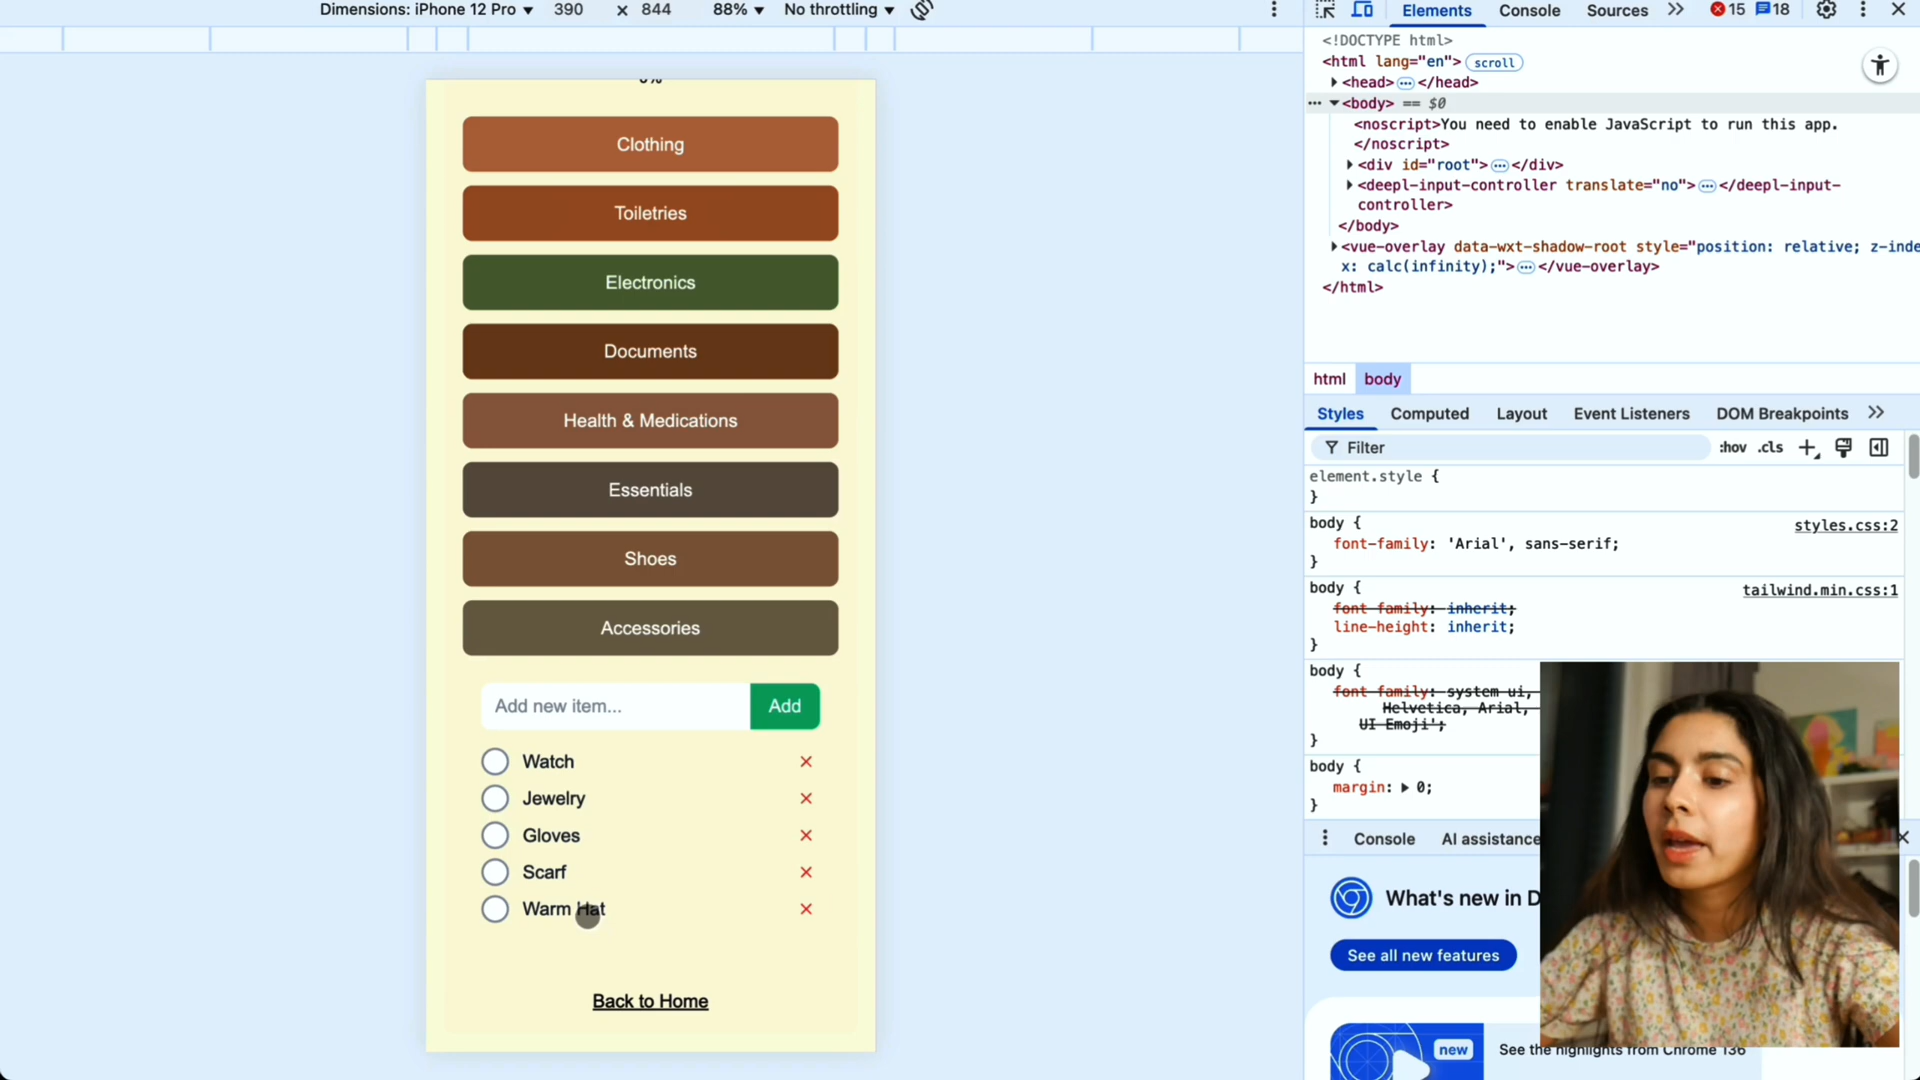 Dimensions: iPhone 12 Pro ▼ 390 x 844 88% ▼ No throttling ▼
Elements Console Sources 15 18
0%
Clothing
Toiletries
Electronics
Documents
Health & Medications
Essentials
Shoes
Accessories
Add new item... Add
Watch ×
Jewelry ×
Gloves ×
Scarf ×
Warm Hat ×
Back to Home
<!DOCTYPE html>
<html lang="en"> scroll
<head> </head>
<body> == $0
<noscript>You need to enable JavaScript to run this app.
</noscript>
<div id="root"> </div>
<deepl-input-controller translate="no"> </deepl-input-
controller>
</body>
<vue-overlay data-wxt-shadow-root style="position: relative; z-inde
x: calc(infinity);"> </vue-overlay>
</html>
html body
Styles Computed Layout Event Listeners DOM Breakpoints
Filter :hov .cls
element.style {
}
body { styles.css:2
font-family: 'Arial', sans-serif;
}
body { tailwind.min.css:1
font-family: inherit;
line-height: inherit;
}
body {
font-family: system-ui,
Helvetica, Arial,
UI Emoji';
}
body {
margin: 0;
}
Console AI assistance
What's new in D
See all new features
new
See the highlights from Chrome 136